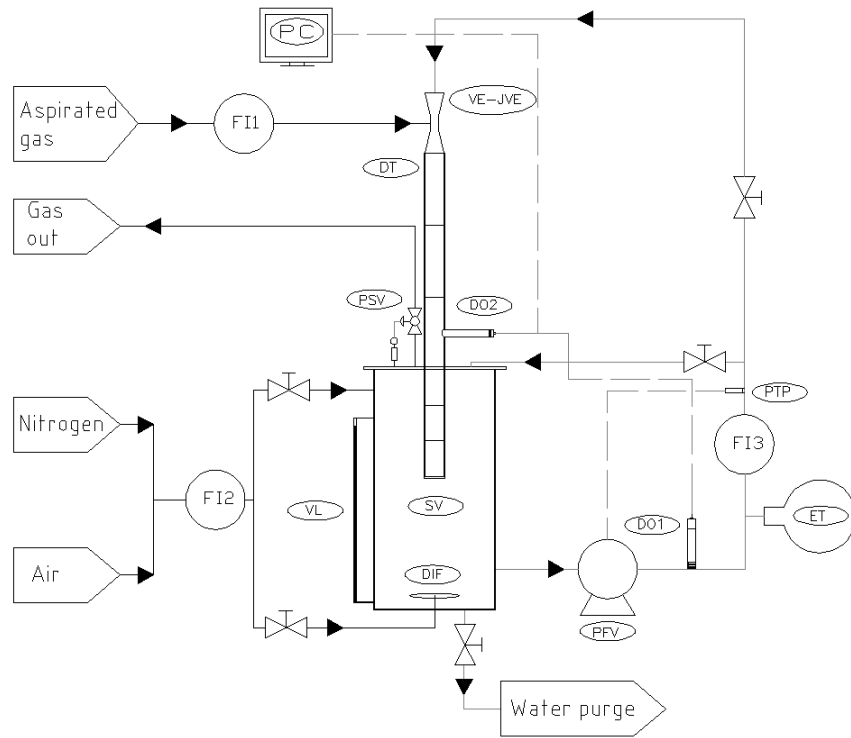 PC
VE-JVE
Aspirated
gas
FI1
DT
Gas
out
PSV
DO2
PTP
Nitrogen
FI3
FI2
VL
SV
DO1
ET
Air
DIF
PFV
Water purge